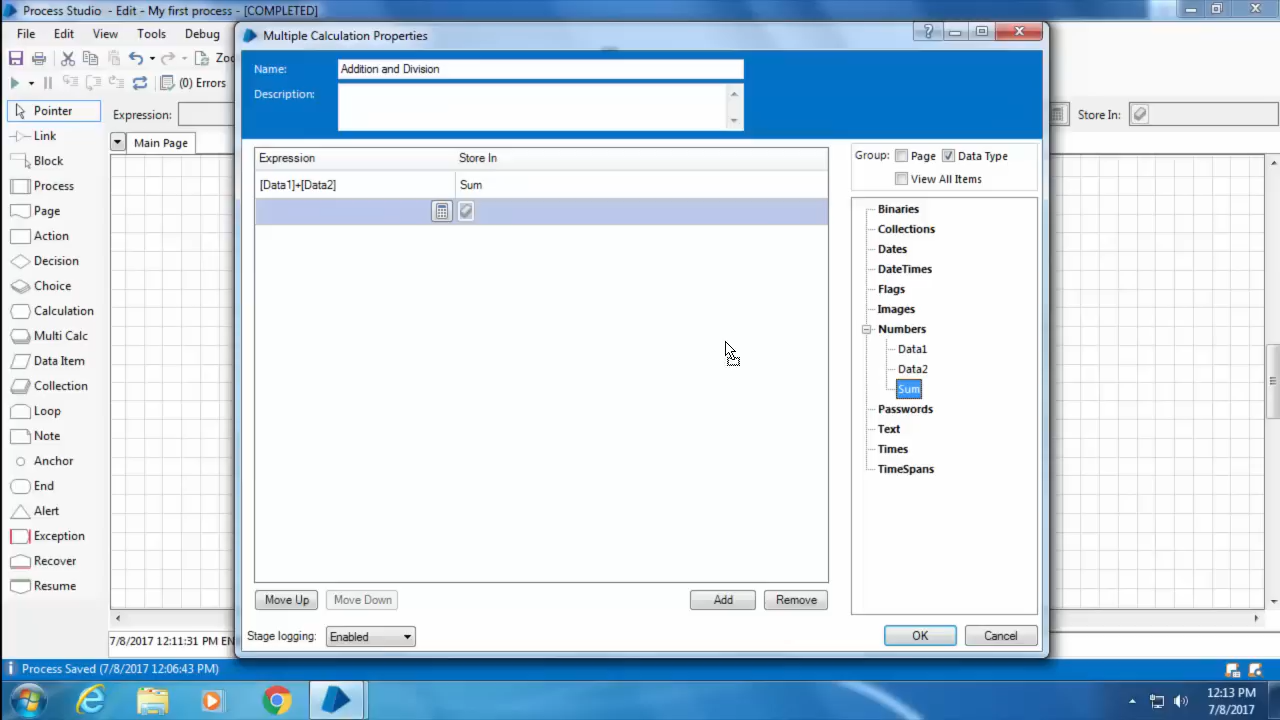 Process Studio - Edit - My first process - [COMPLETED]
File Edit View Tools Debug
(0) Errors
Expression:
Store In:
Main Page
Pointer
Link
Block
Process
Page
Action
Decision
Choice
Calculation
Multi Calc
Data Item
Collection
Loop
Note
Anchor
End
Alert
Exception
Recover
Resume
Multiple Calculation Properties
Name: Addition and Division
Description:
Expression Store In
[Data1]+[Data2] Sum
Group: Page Data Type
View All Items
Binaries
Collections
Dates
DateTimes
Flags
Images
Numbers
Data1
Data2
Sum
Passwords
Text
Times
TimeSpans
Move Up Move Down Add Remove
Stage logging: Enabled
OK Cancel
7/8/2017 12:11:31 PM
Process Saved (7/8/2017 12:06:43 PM)
12:13 PM
7/8/2017